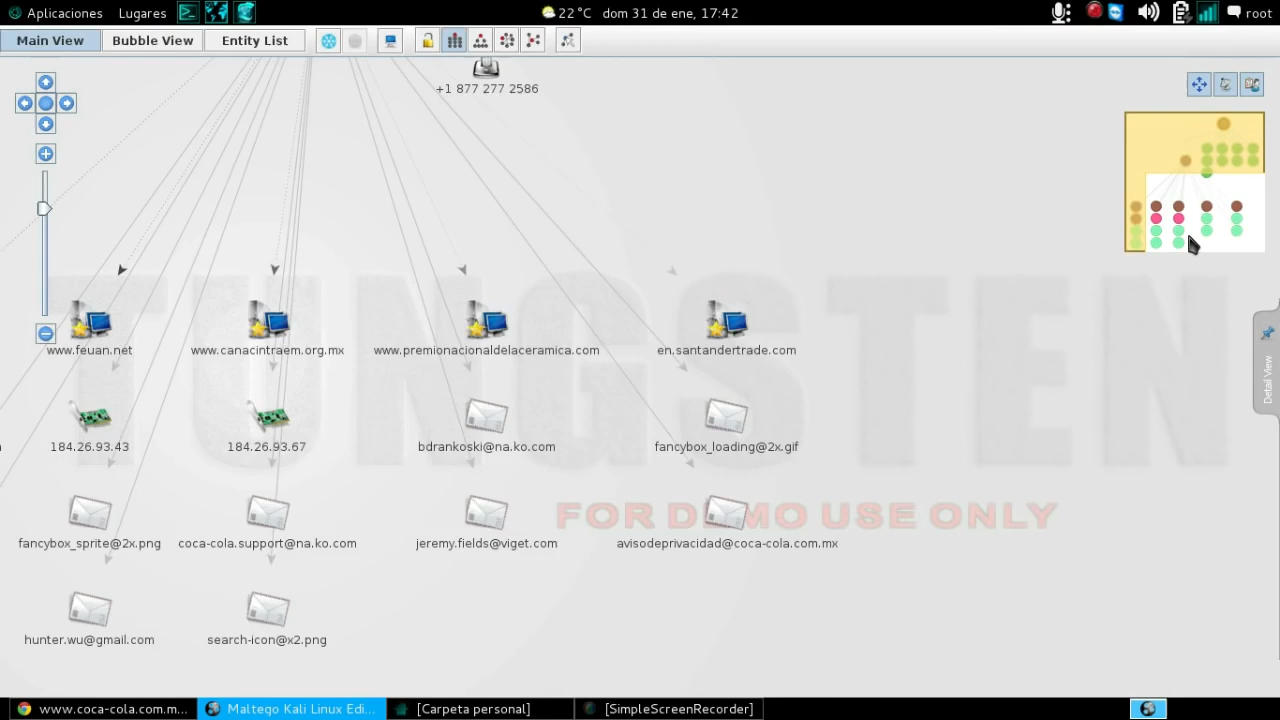 Aplicaciones Lugares 22 °C dom 31 de ene, 17:42 root
Main View Bubble View Entity List
+1 877 277 2586
www.feuan.net www.canacintraem.org.mx www.premionacionaldelaceramica.com en.santandertrade.com
Detail View
184.26.93.43 184.26.93.67 bdrankoski@na.ko.com fancybox_loading@2x.gif
TUNGSTEN
FOR DEMO USE ONLY
fancybox_sprite@2x.png coca-cola.support@na.ko.com jeremy.fields@viget.com avisodeprivacidad@coca-cola.com.mx
hunter.wu@gmail.com search-icon@x2.png
www.coca-cola.com.m... Maltego Kali Linux Edi... [Carpeta personal] [SimpleScreenRecorder]